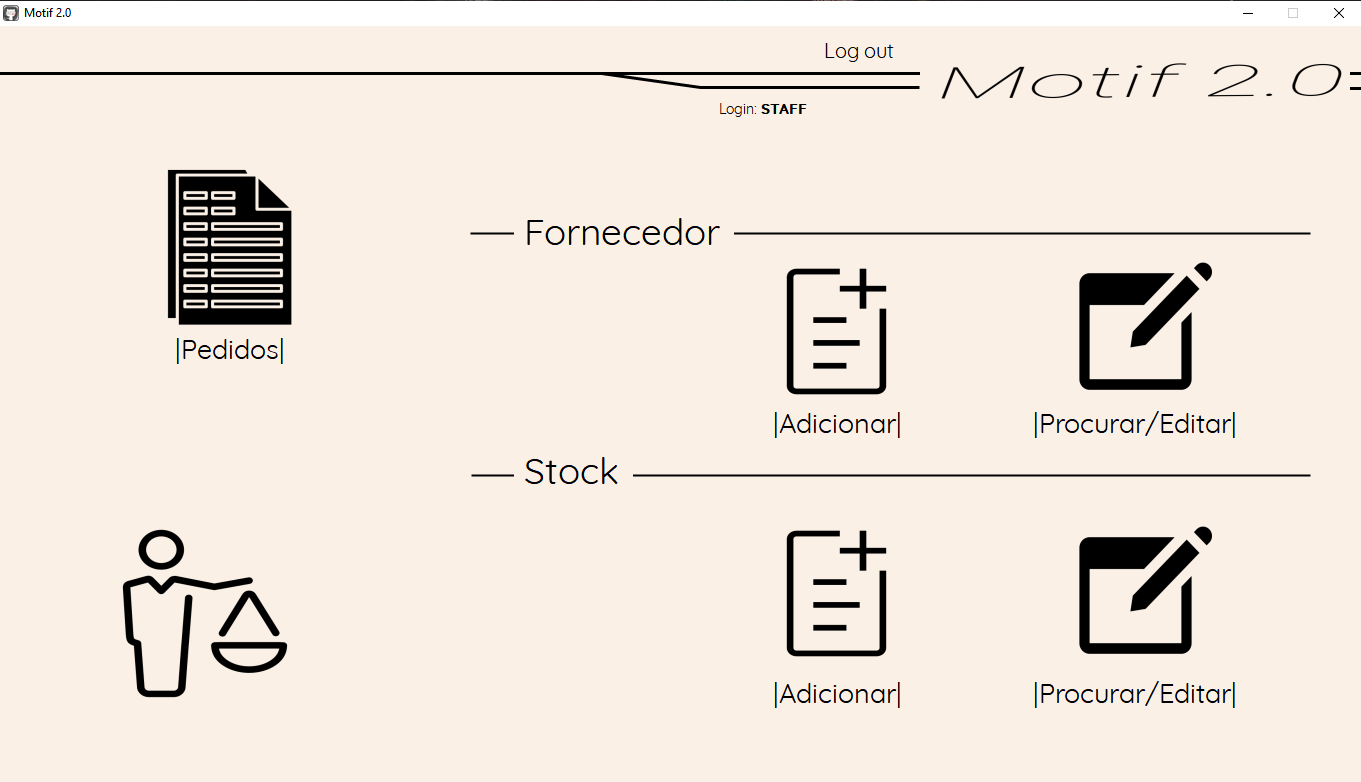 Motif 2.0
Log out
Motif 2.0
Login: STAFF
Fornecedor
|Pedidos|
|Adicionar|
|Procurar/Editar|
Stock
|Adicionar|
|Procurar/Editar|